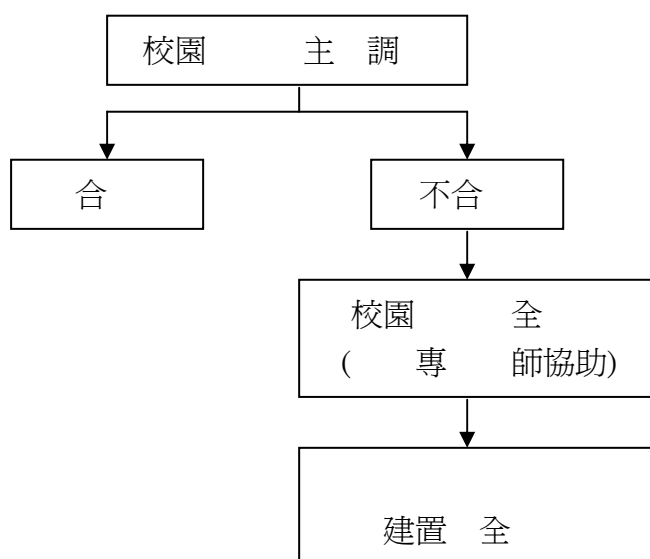 校園 主 調
合 不合
校園 全
( 專 師協助)
建置 全